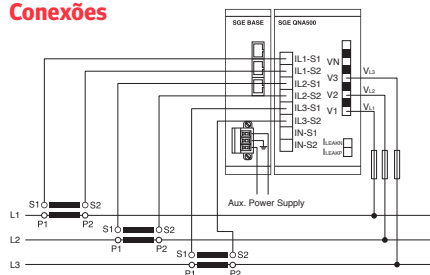 Conexões
SGE BASE SGE QNA500
IL1-S1 VN
IL1-S2 V3 VL3
IL2-S1
IL2-S2 V2 VL2
IL3-S1
IL3-S2 V1 VL1
IN-S1
IN-S2 ILEAKN
ILEAKP
Aux. Power Supply
S1 S2
L1 P1 P2
S1 S2
L2 P1 P2
S1 S2
L3 P1 P2